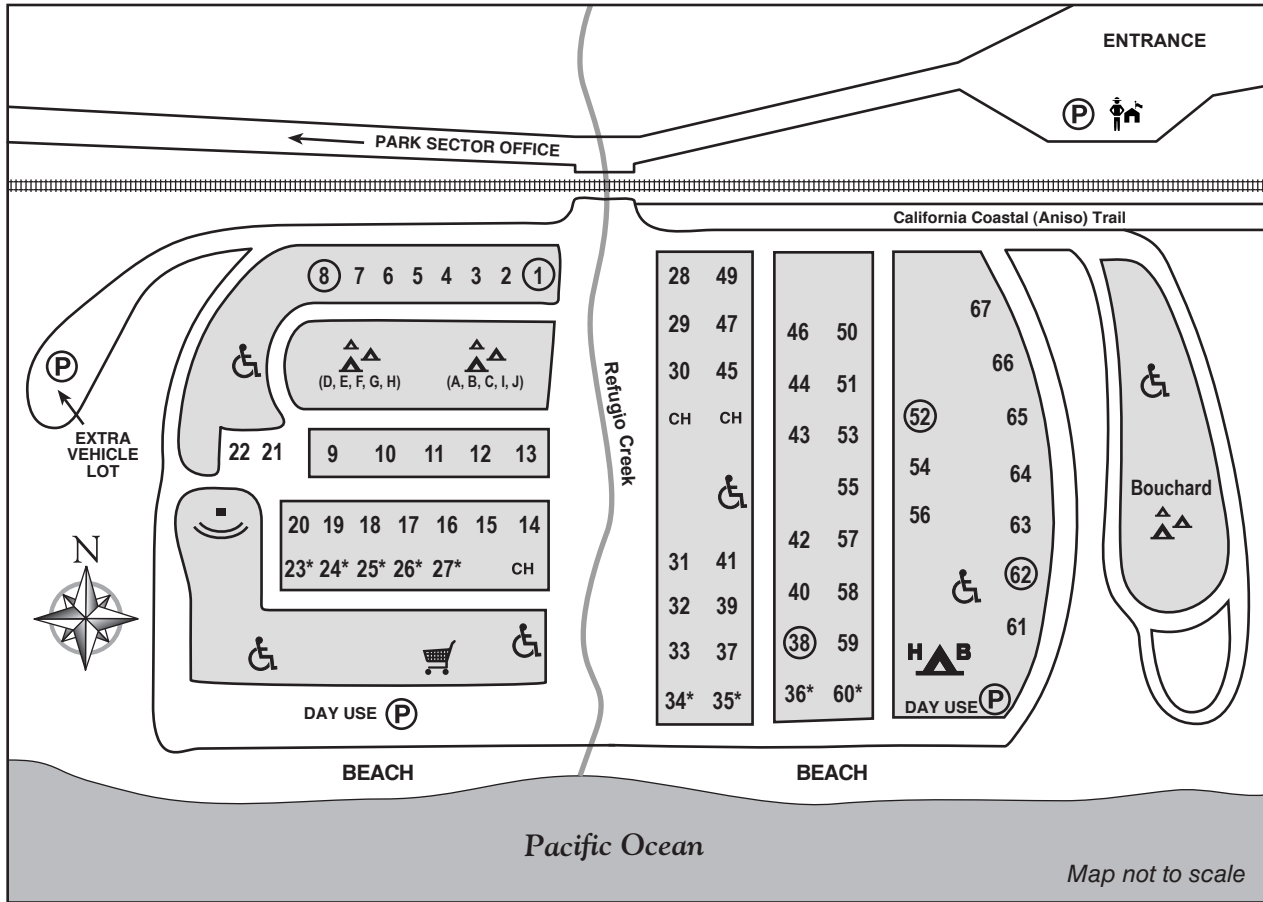 ENTRANCE
P
PARK SECTOR OFFICE
California Coastal (Aniso) Trail
8 7 6 5 4 3 2 1
28 49
67
29 47
46 50
P
(D, E, F, G, H) (A, B, C, I, J)
Refugio Creek
30 45
44 51
66
EXTRA
VEHICLE
LOT
CH CH
52
65
22 21
9 10 11 12 13
43 53
54
64
55
Bouchard
20 19 18 17 16 15 14
56
63
N
23* 24* 25* 26* 27* CH
31 41
42 57
62
32 39
40 58
61
33 37
38 59
H B
34* 35*
36* 60*
DAY USE P
DAY USE P
BEACH
BEACH
Pacific Ocean
Map not to scale